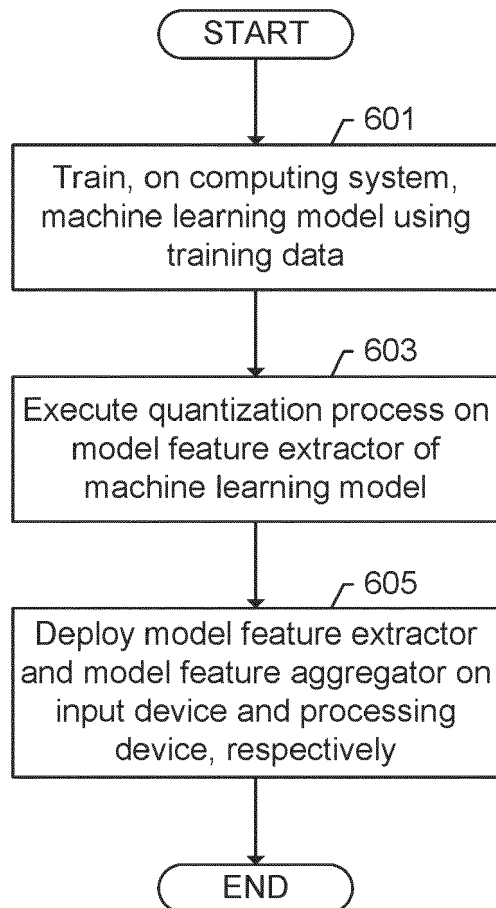 START
601
Train, on computing system,
machine learning model using
training data
603
Execute quantization process on
model feature extractor of
machine learning model
605
Deploy model feature extractor
and model feature aggregator on
input device and processing
device, respectively
END